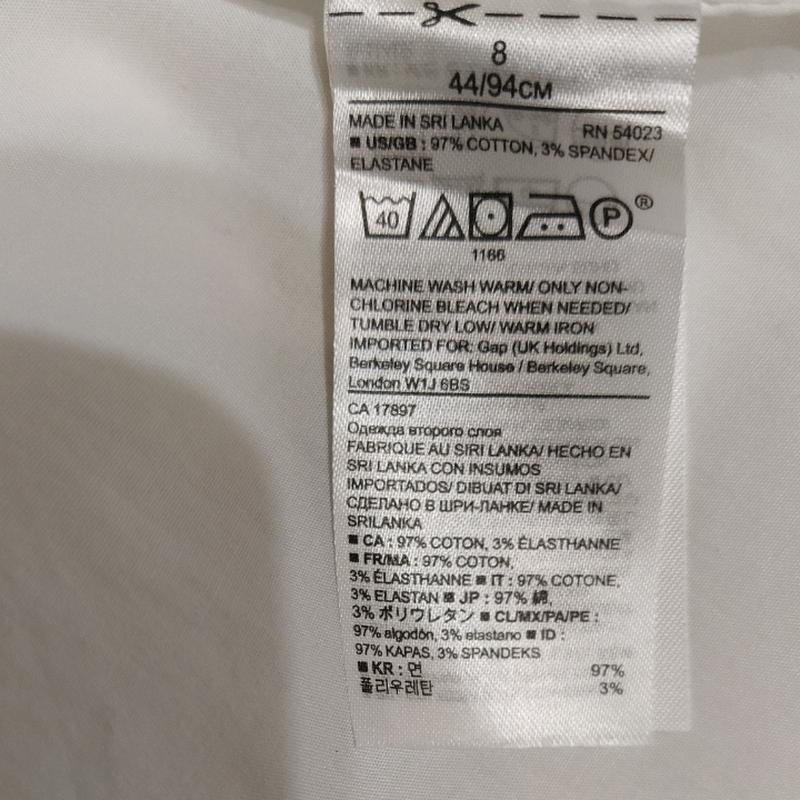 8
44/94CM
MADE IN SRI LANKA RN 54023
■ US/GB : 97% COTTON, 3% SPANDEX/
ELASTANE
40 P ®
1166
MACHINE WASH WARM/ ONLY NON-
CHLORINE BLEACH WHEN NEEDED/
TUMBLE DRY LOW/ WARM IRON
IMPORTED FOR: Gap (UK Holdings) Ltd,
Berkeley Square House / Berkeley Square,
London W1J 6BS
CA 17897
Одежда второго слоя
FABRIQUE AU SIRI LANKA/ HECHO EN
SRI LANKA CON INSUMOS
IMPORTADOS/ DIBUAT DI SRI LANKA/
СДЕЛАНО В ШРИ-ЛАНКЕ/ MADE IN
SRILANKA
■ CA : 97% COTON, 3% ÉLASTHANNE
■ FR/MA : 97% COTON,
3% ÉLASTHANNE ■ IT : 97% COTONE,
3% ELASTAN ■ JP : 97% 綿,
3% ポリウレタン ■ CL/MX/PA/PE :
97% algodón, 3% elastano ■ ID :
97% KAPAS, 3% SPANDEKS
■ KR : 면 97%
폴리우레탄 3%